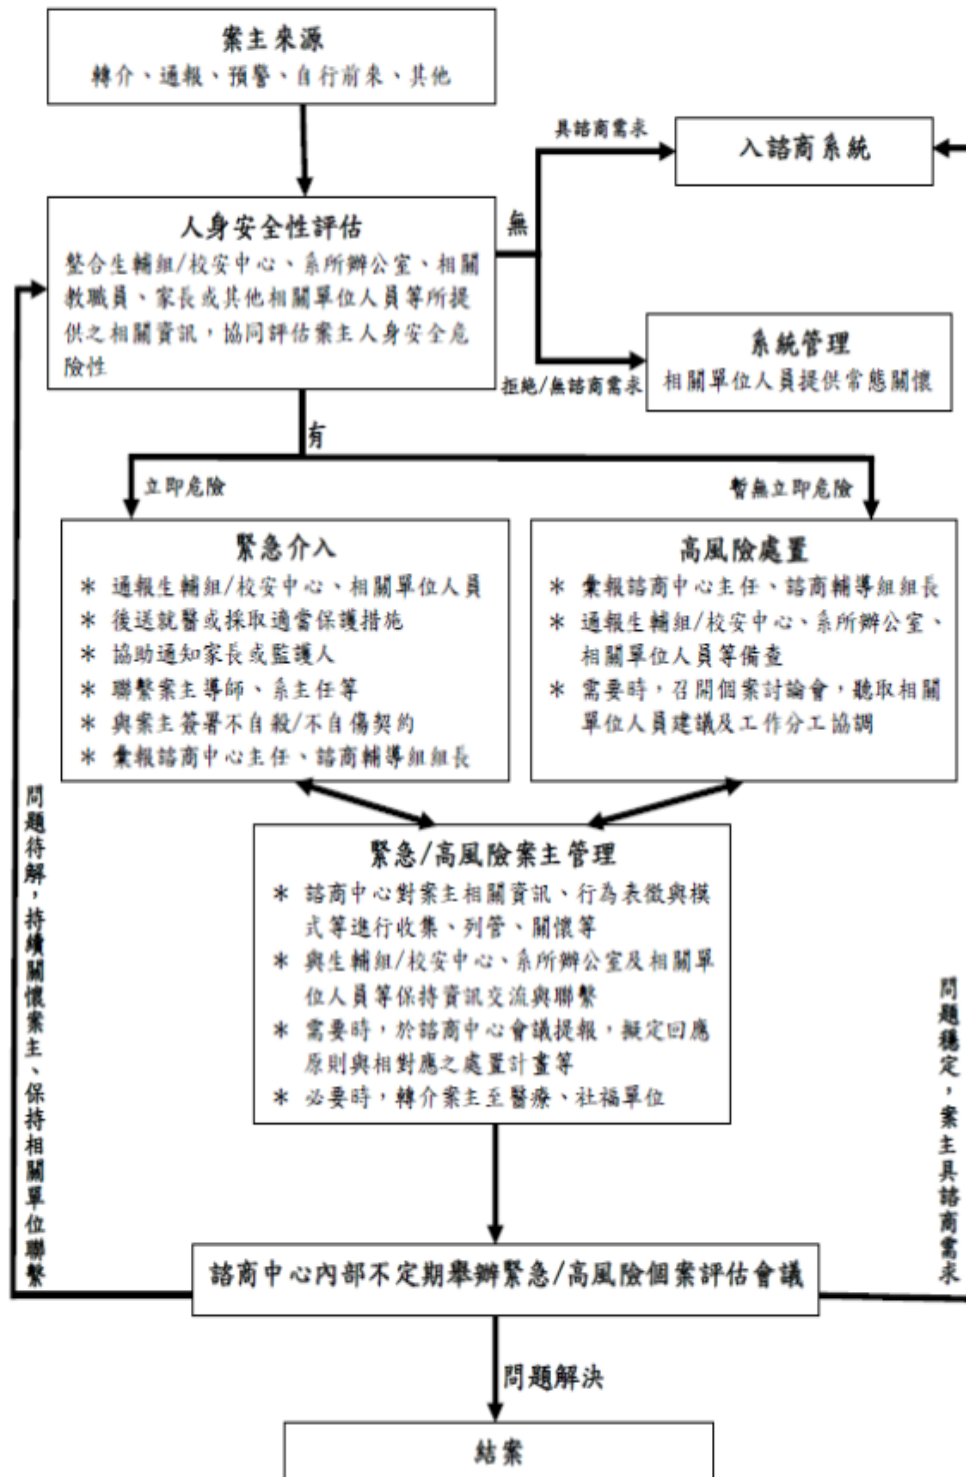 案主來源
轉介、通報、預警、自行前來、其他
具諮商需求
入諮商系統
人身安全性評估
整合生輔組/校安中心、系所辦公室、相關
教職員、家長或其他相關單位人員等所提
供之相關資訊，協同評估案主人身安全危
險性
無
系統管理
相關單位人員提供常態關懷
拒絶/無諮商需求
有
立即危險
暫無立即危險
緊急介入
＊ 通報生輔組/校安中心、相關單位人員
＊ 後送就醫或採取適當保護措施
＊ 協助通知家長或監護人
＊ 聯繫案主導師、系主任等
＊ 與案主簽署不自殺/不自傷契約
＊ 彙報諮商中心主任、諮商輔導組組長
高風險處置
＊ 彙報諮商中心主任、諮商輔導組組長
＊ 通報生輔組/校安中心、系所辦公室、
相關單位人員等備查
＊ 需要時，召開個案討論會，聽取相關
單位人員建議及工作分工協調
緊急/高風險案主管理
＊ 諮商中心對案主相關資訊、行為表徵與模
式等進行收集、列管、關懷等
＊ 與生輔組/校安中心、系所辦公室及相關單
位人員等保持資訊交流與聯繫
＊ 需要時，於諮商中心會議提報，擬定回應
原則與相對應之處置計畫等
＊ 必要時，轉介案主至醫療、社福單位
問題待解，持續關懷案主、保持相關單位聯繫
問題穩定，案主具諮商需求
諮商中心內部不定期舉辦緊急/高風險個案評估會議
問題解決
結案